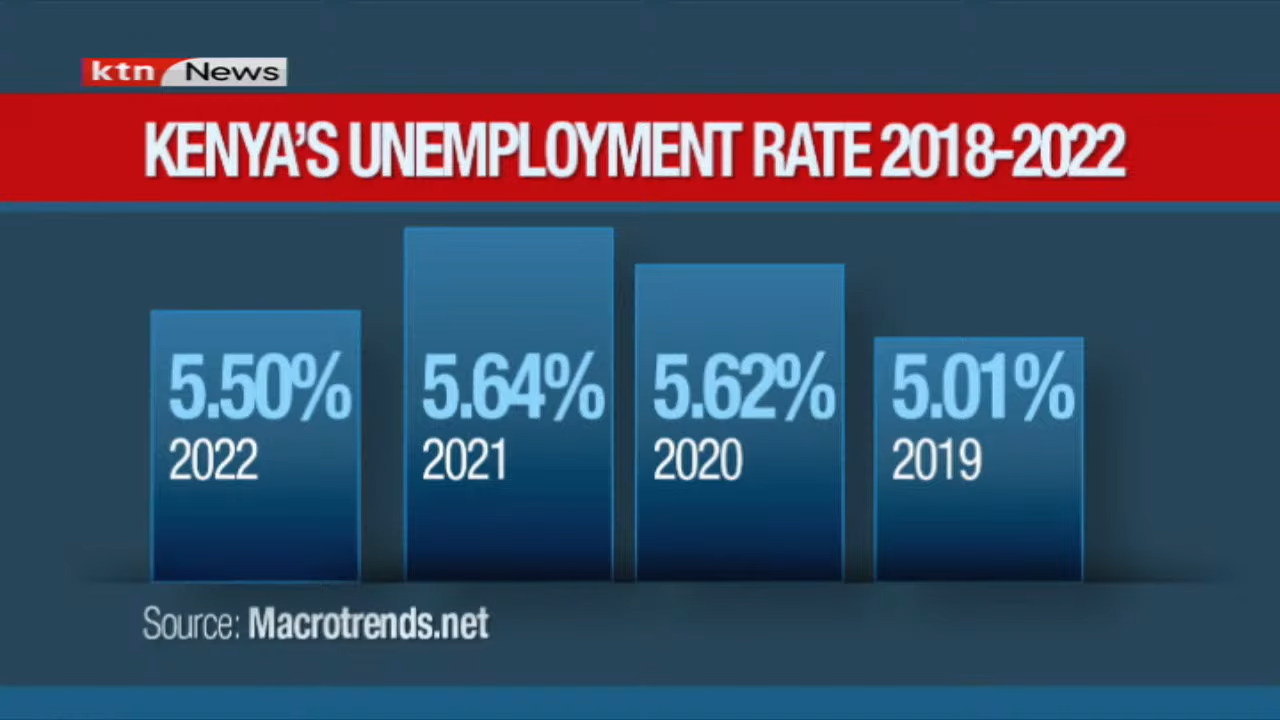 ktn News
KENYA'S UNEMPLOYMENT RATE 2018-2022
5.50% 5.64% 5.62% 5.01%
2022 2021 2020 2019
Source: Macrotrends.net